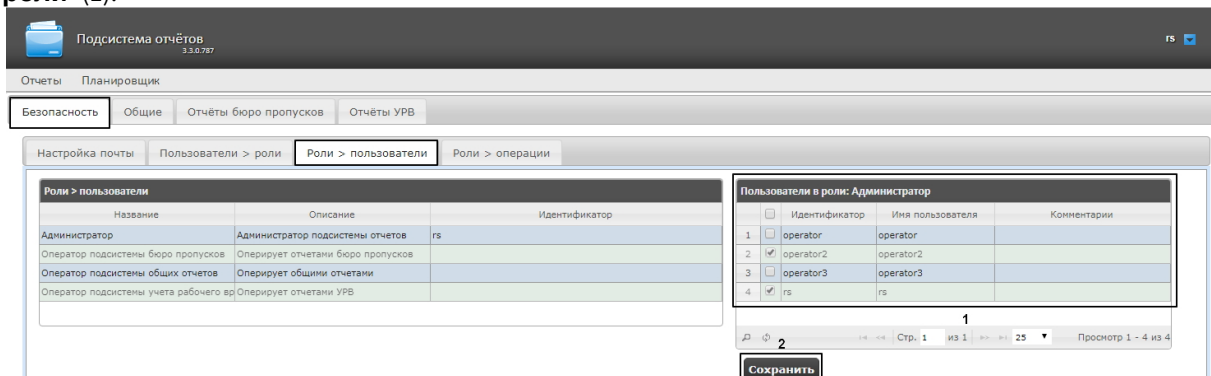 роли" (2).
Подсистема отчётов
3.3.0.787
rs
Отчеты Планировщик
Безопасность Общие Отчёты бюро пропусков Отчёты УРВ
Настройка почты Пользователи > роли Роли > пользователи Роли > операции
Роли > пользователи
Название Описание Идентификатор
Администратор Администратор подсистемы отчетов rs
Оператор подсистемы бюро пропусков Оперирует отчетами бюро пропусков
Оператор подсистемы общих отчетов Оперирует общими отчетами
Оператор подсистемы учета рабочего вр Оперирует отчетами УРВ
Пользователи в роли: Администратор
Идентификатор Имя пользователя Комментарии
1 operator operator
2 operator2 operator2
3 operator3 operator3
4 rs rs
1
Стр. 1 из 1 25 Просмотр 1 - 4 из 4
2
Сохранить